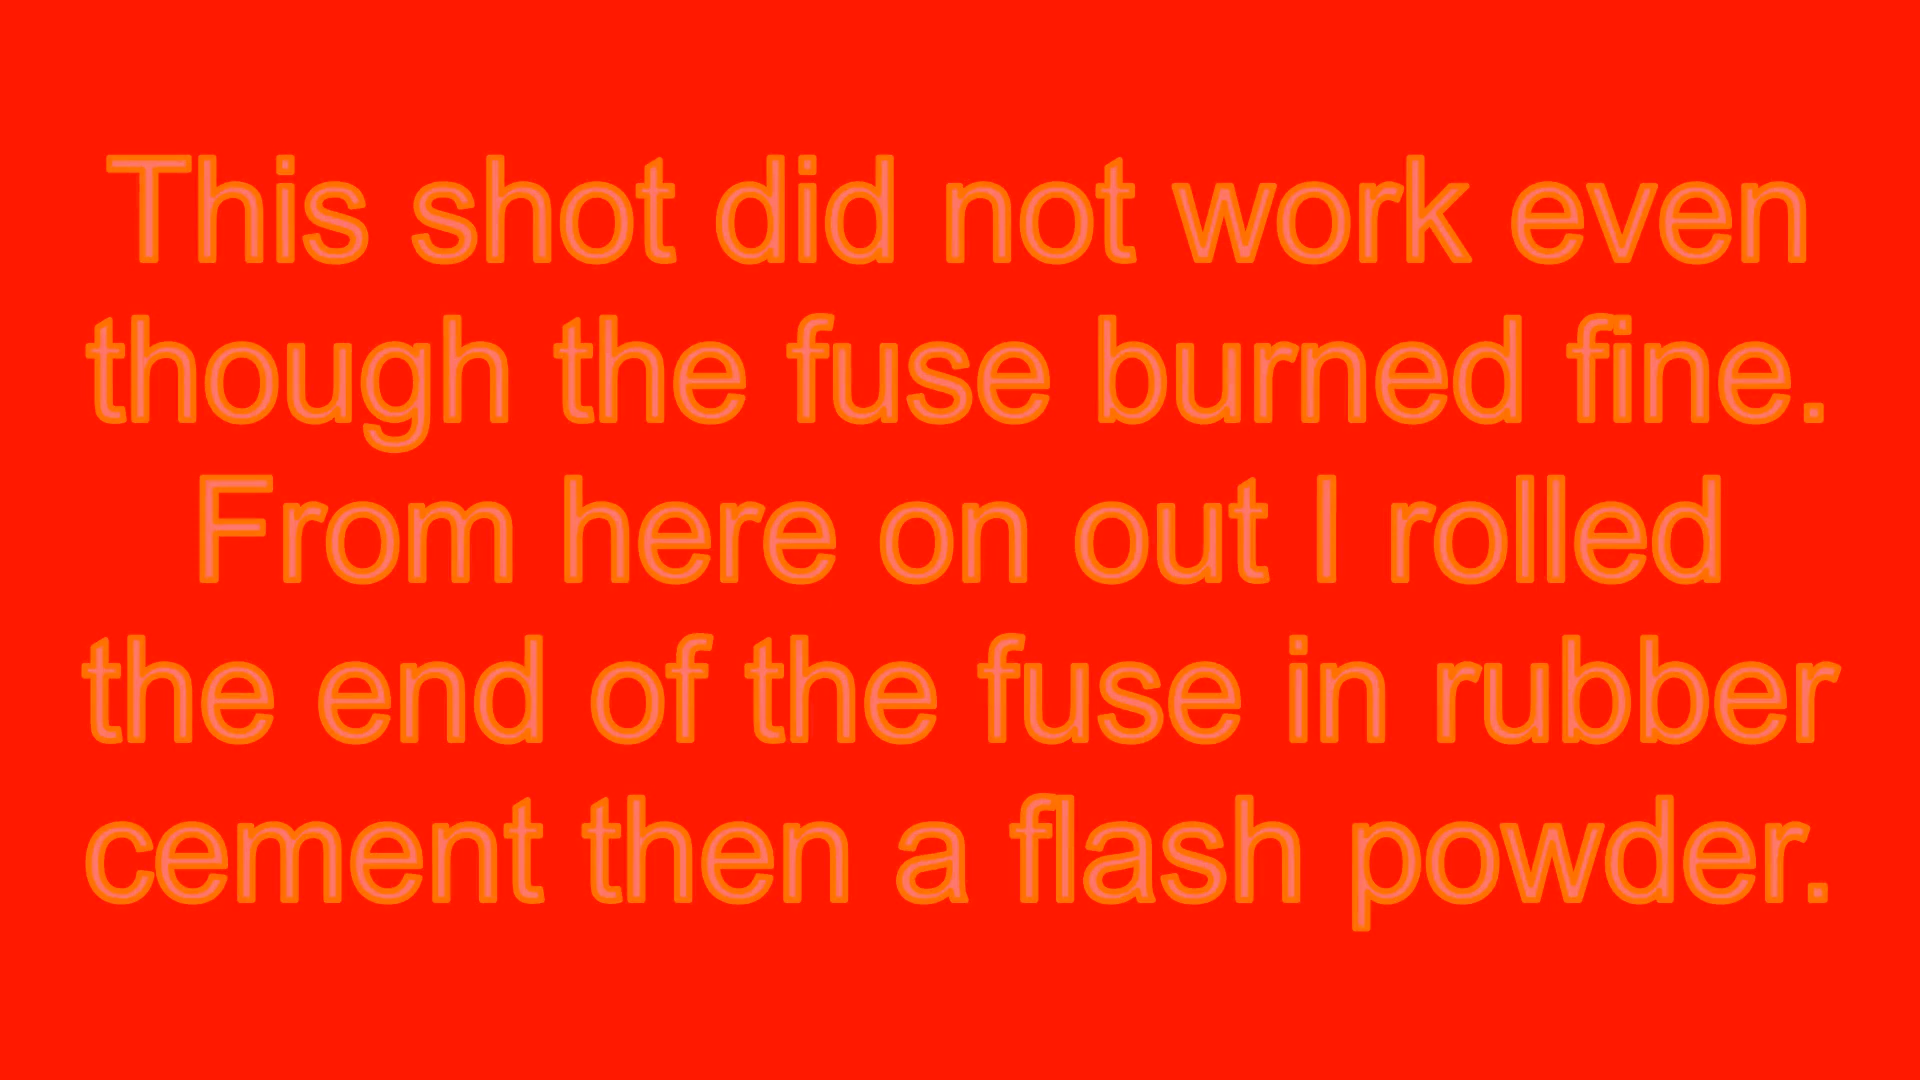 This shot did not work even
though the fuse burned fine.
From here on out I rolled
the end of the fuse in rubber
cement then a flash powder.